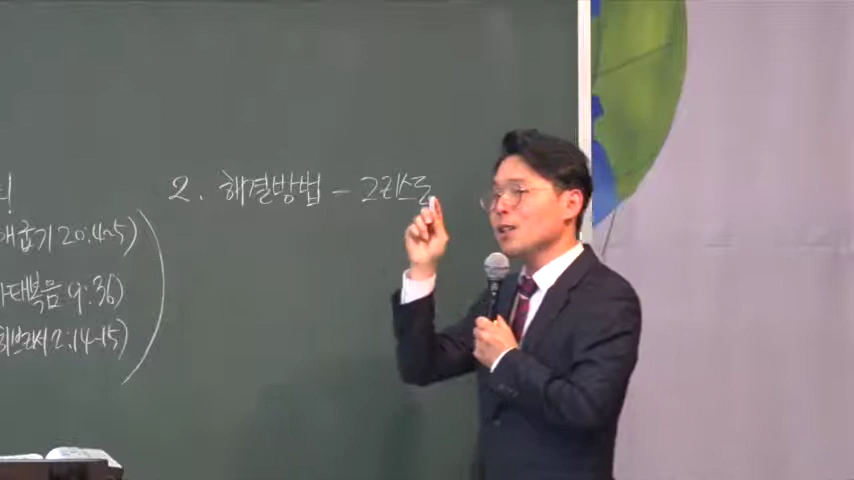 2. 해결방법 - 그리스도
애굽기 20:4~5)
마태복음 9:36)
히브리서 2:14~15)